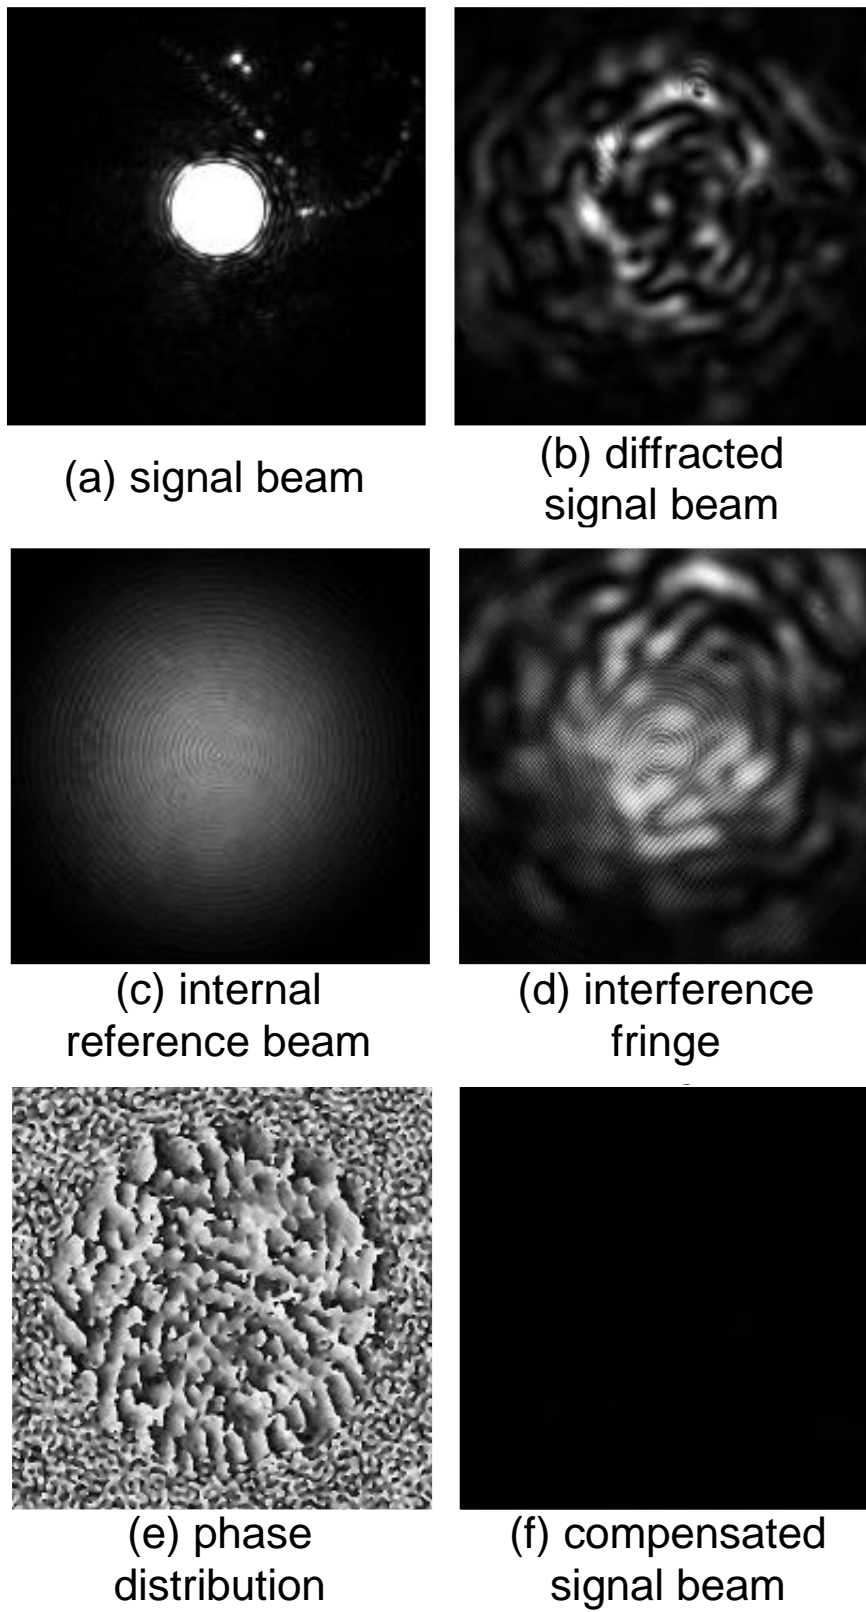 (a) signal beam
(b) diffracted
signal beam
(c) internal
reference beam
(d) interference
fringe
(e) phase
distribution
(f) compensated
signal beam